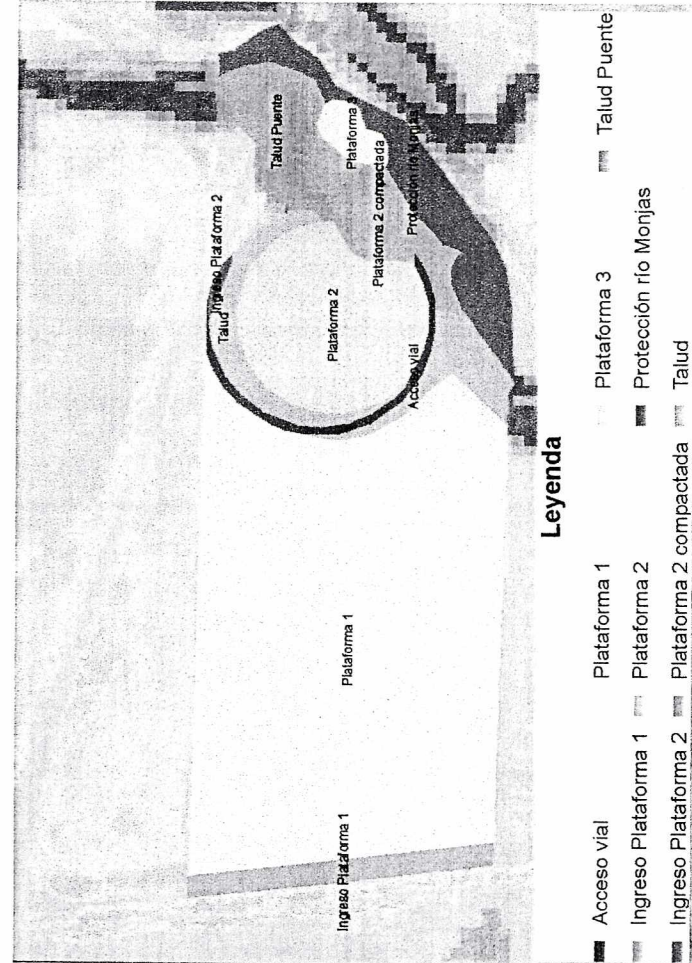 Ingreso Plataforma 1
Plataforma 1
Talud
Ingreso Plataforma 2
Plataforma 2
Acceso vial
Talud Puente
Plataforma 2 compactada
Plataforma 3
Protección río Monjas
Leyenda
Acceso vial
Plataforma 1
Plataforma 3
Talud Puente
Ingreso Plataforma 1
Plataforma 2
Protección río Monjas
Ingreso Plataforma 2
Plataforma 2 compactada
Talud